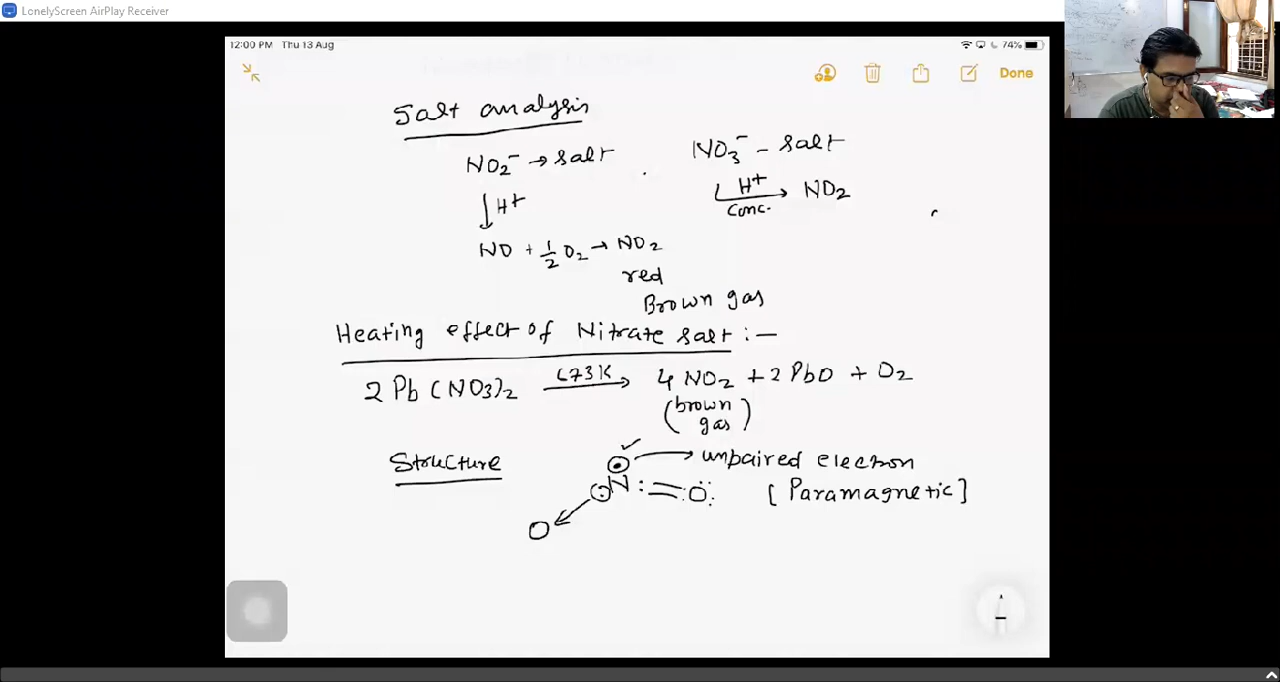 LonelyScreen AirPlay Receiver
12:00 PM Thu 13 Aug
74%
Done
Salt analysis
NO2⁻ → salt
NO3⁻ – salt
H⁺
H⁺
Conc.
NO2
NO + 1/2 O2 → NO2
red
Brown gas
Heating effect of Nitrate salt :–
2 Pb(NO3)2 673K → 4 NO2 + 2 PbO + O2
(brown gas)
Structure
unpaired electron
N = O
[Paramagnetic]
O